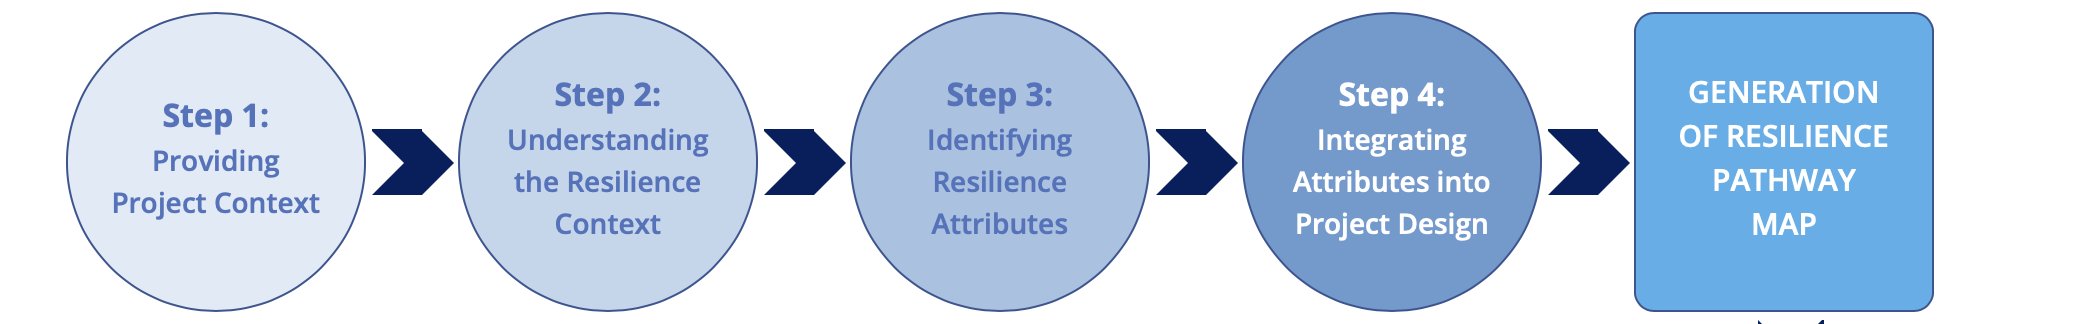 Step 1:
Providing
Project Context
Step 2:
Understanding
the Resilience
Context
Step 3:
Identifying
Resilience
Attributes
Step 4:
Integrating
Attributes into
Project Design
GENERATION
OF RESILIENCE
PATHWAY
MAP